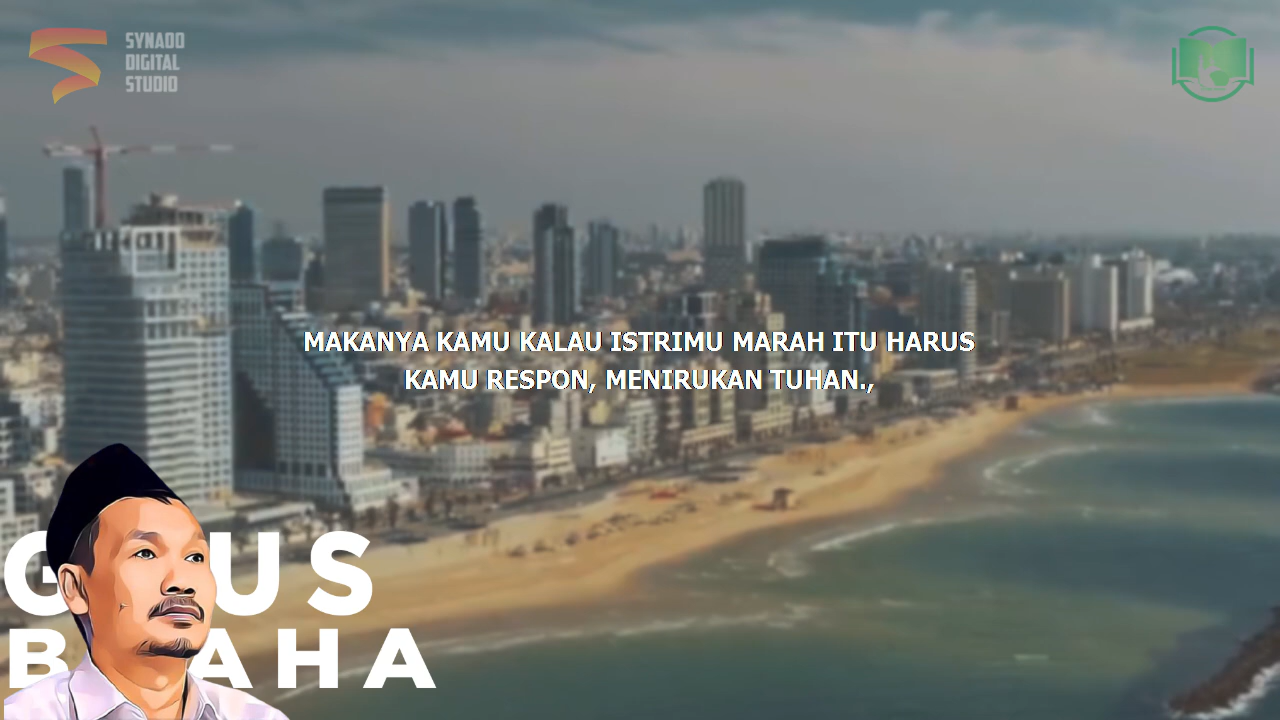 SYNADO
DIGITAL
STUDIO
MAKANYA KAMU KALAU ISTRIMU MARAH ITU HARUS
KAMU RESPON, MENIRUKAN TUHAN.,
GUS
BAHA